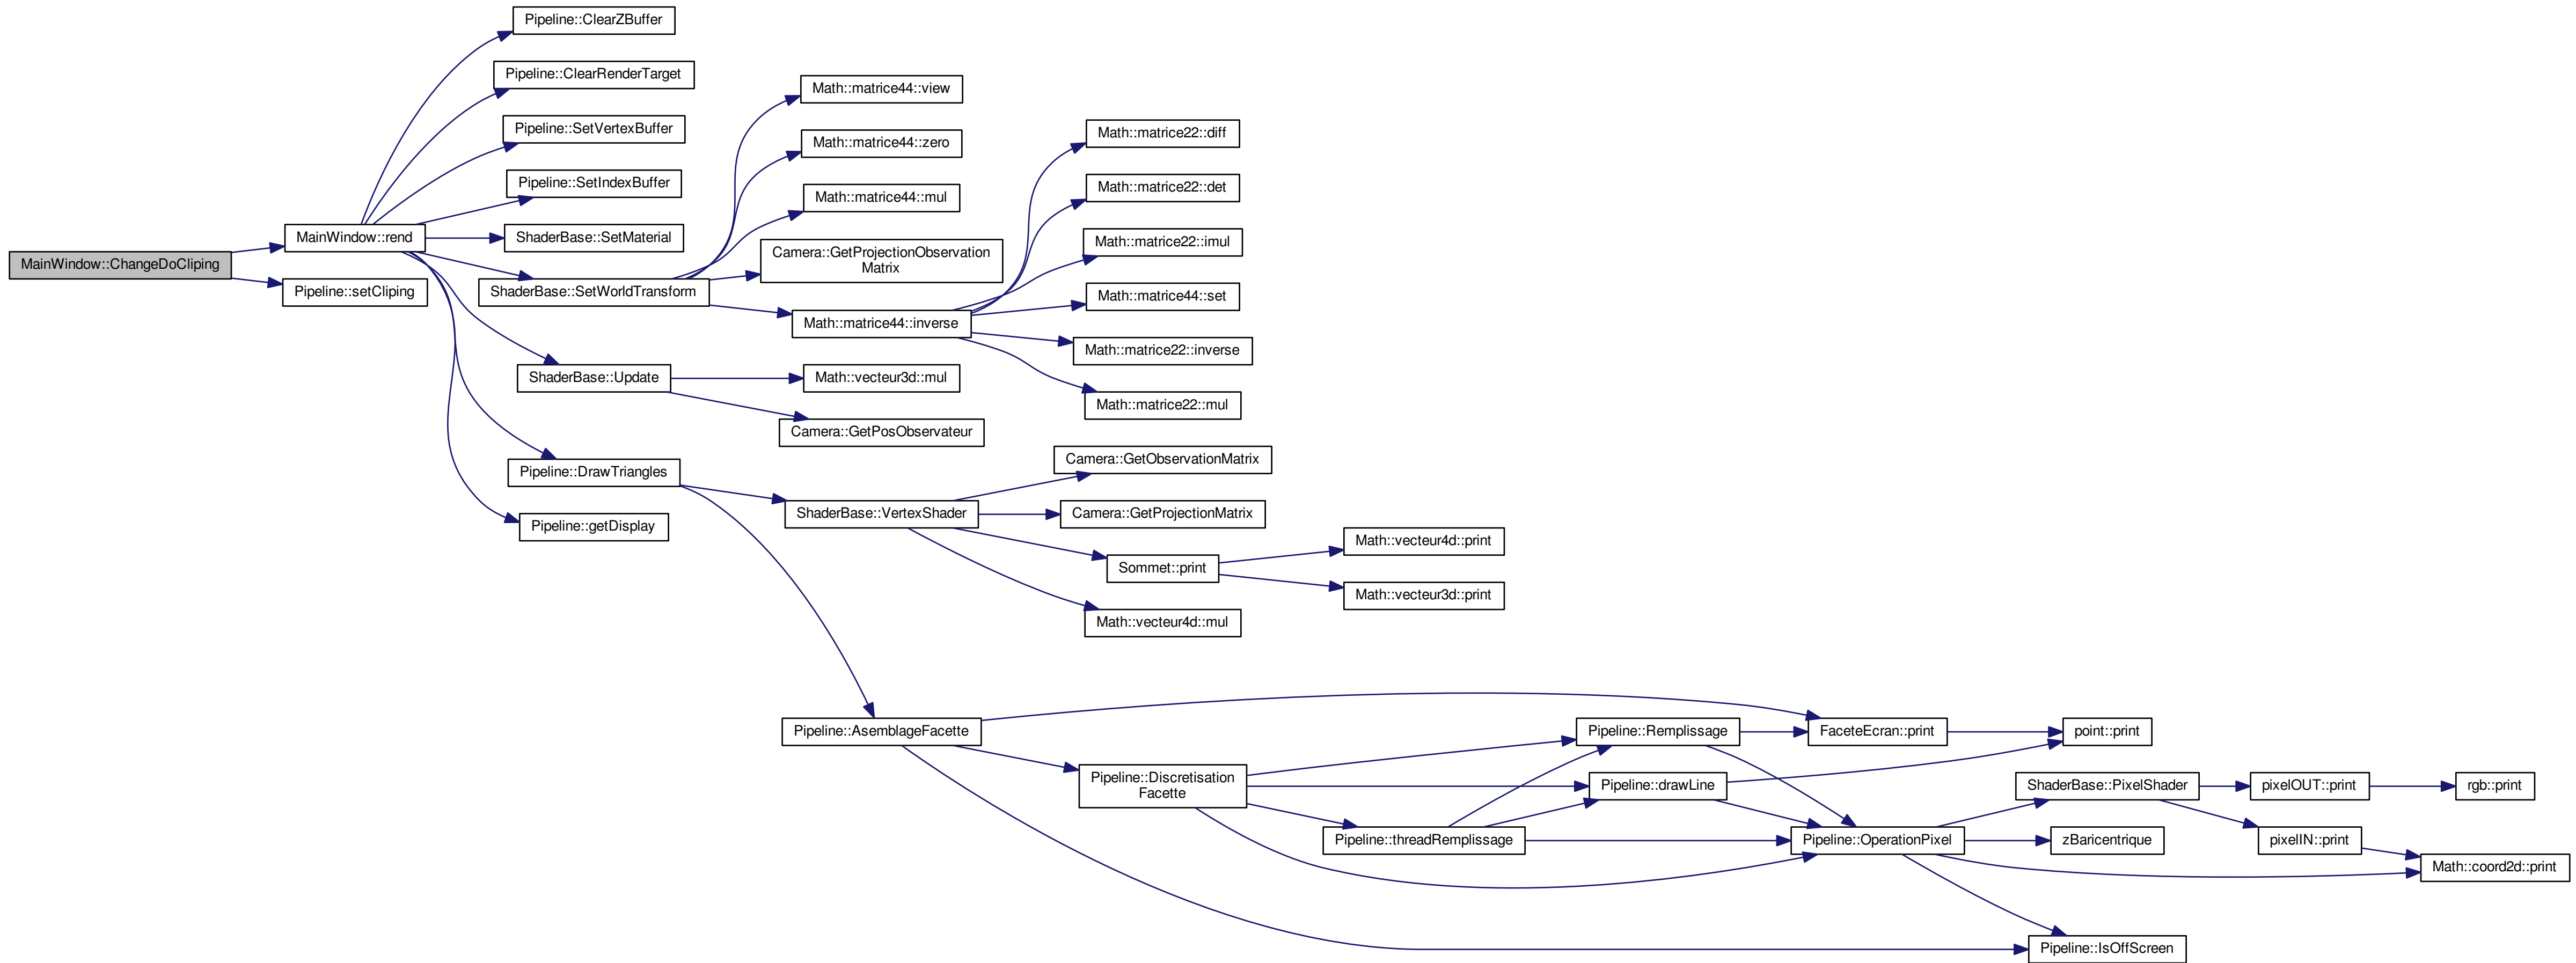 Pipeline::ClearZBuffer
Pipeline::ClearRenderTarget
Math::matrice44::view
Pipeline::SetVertexBuffer
Math::matrice22::diff
Math::matrice44::zero
Pipeline::SetIndexBuffer
Math::matrice22::det
Math::matrice44::mul
MainWindow::rend
ShaderBase::SetMaterial
Math::matrice22::imul
Camera::GetProjectionObservation
Matrix
MainWindow::ChangeDoCliping
Pipeline::setCliping
ShaderBase::SetWorldTransform
Math::matrice44::set
Math::matrice44::inverse
Math::matrice22::inverse
ShaderBase::Update
Math::vecteur3d::mul
Math::matrice22::mul
Camera::GetPosObservateur
Camera::GetObservationMatrix
Pipeline::DrawTriangles
ShaderBase::VertexShader
Camera::GetProjectionMatrix
Pipeline::getDisplay
Math::vecteur4d::print
Sommet::print
Math::vecteur3d::print
Math::vecteur4d::mul
Pipeline::AsemblageFacette
Pipeline::Remplissage
FaceteEcran::print
point::print
Pipeline::Discretisation
Facette
Pipeline::drawLine
ShaderBase::PixelShader
pixelOUT::print
rgb::print
Pipeline::threadRemplissage
Pipeline::OperationPixel
zBaricentrique
pixelIN::print
Math::coord2d::print
Pipeline::IsOffScreen